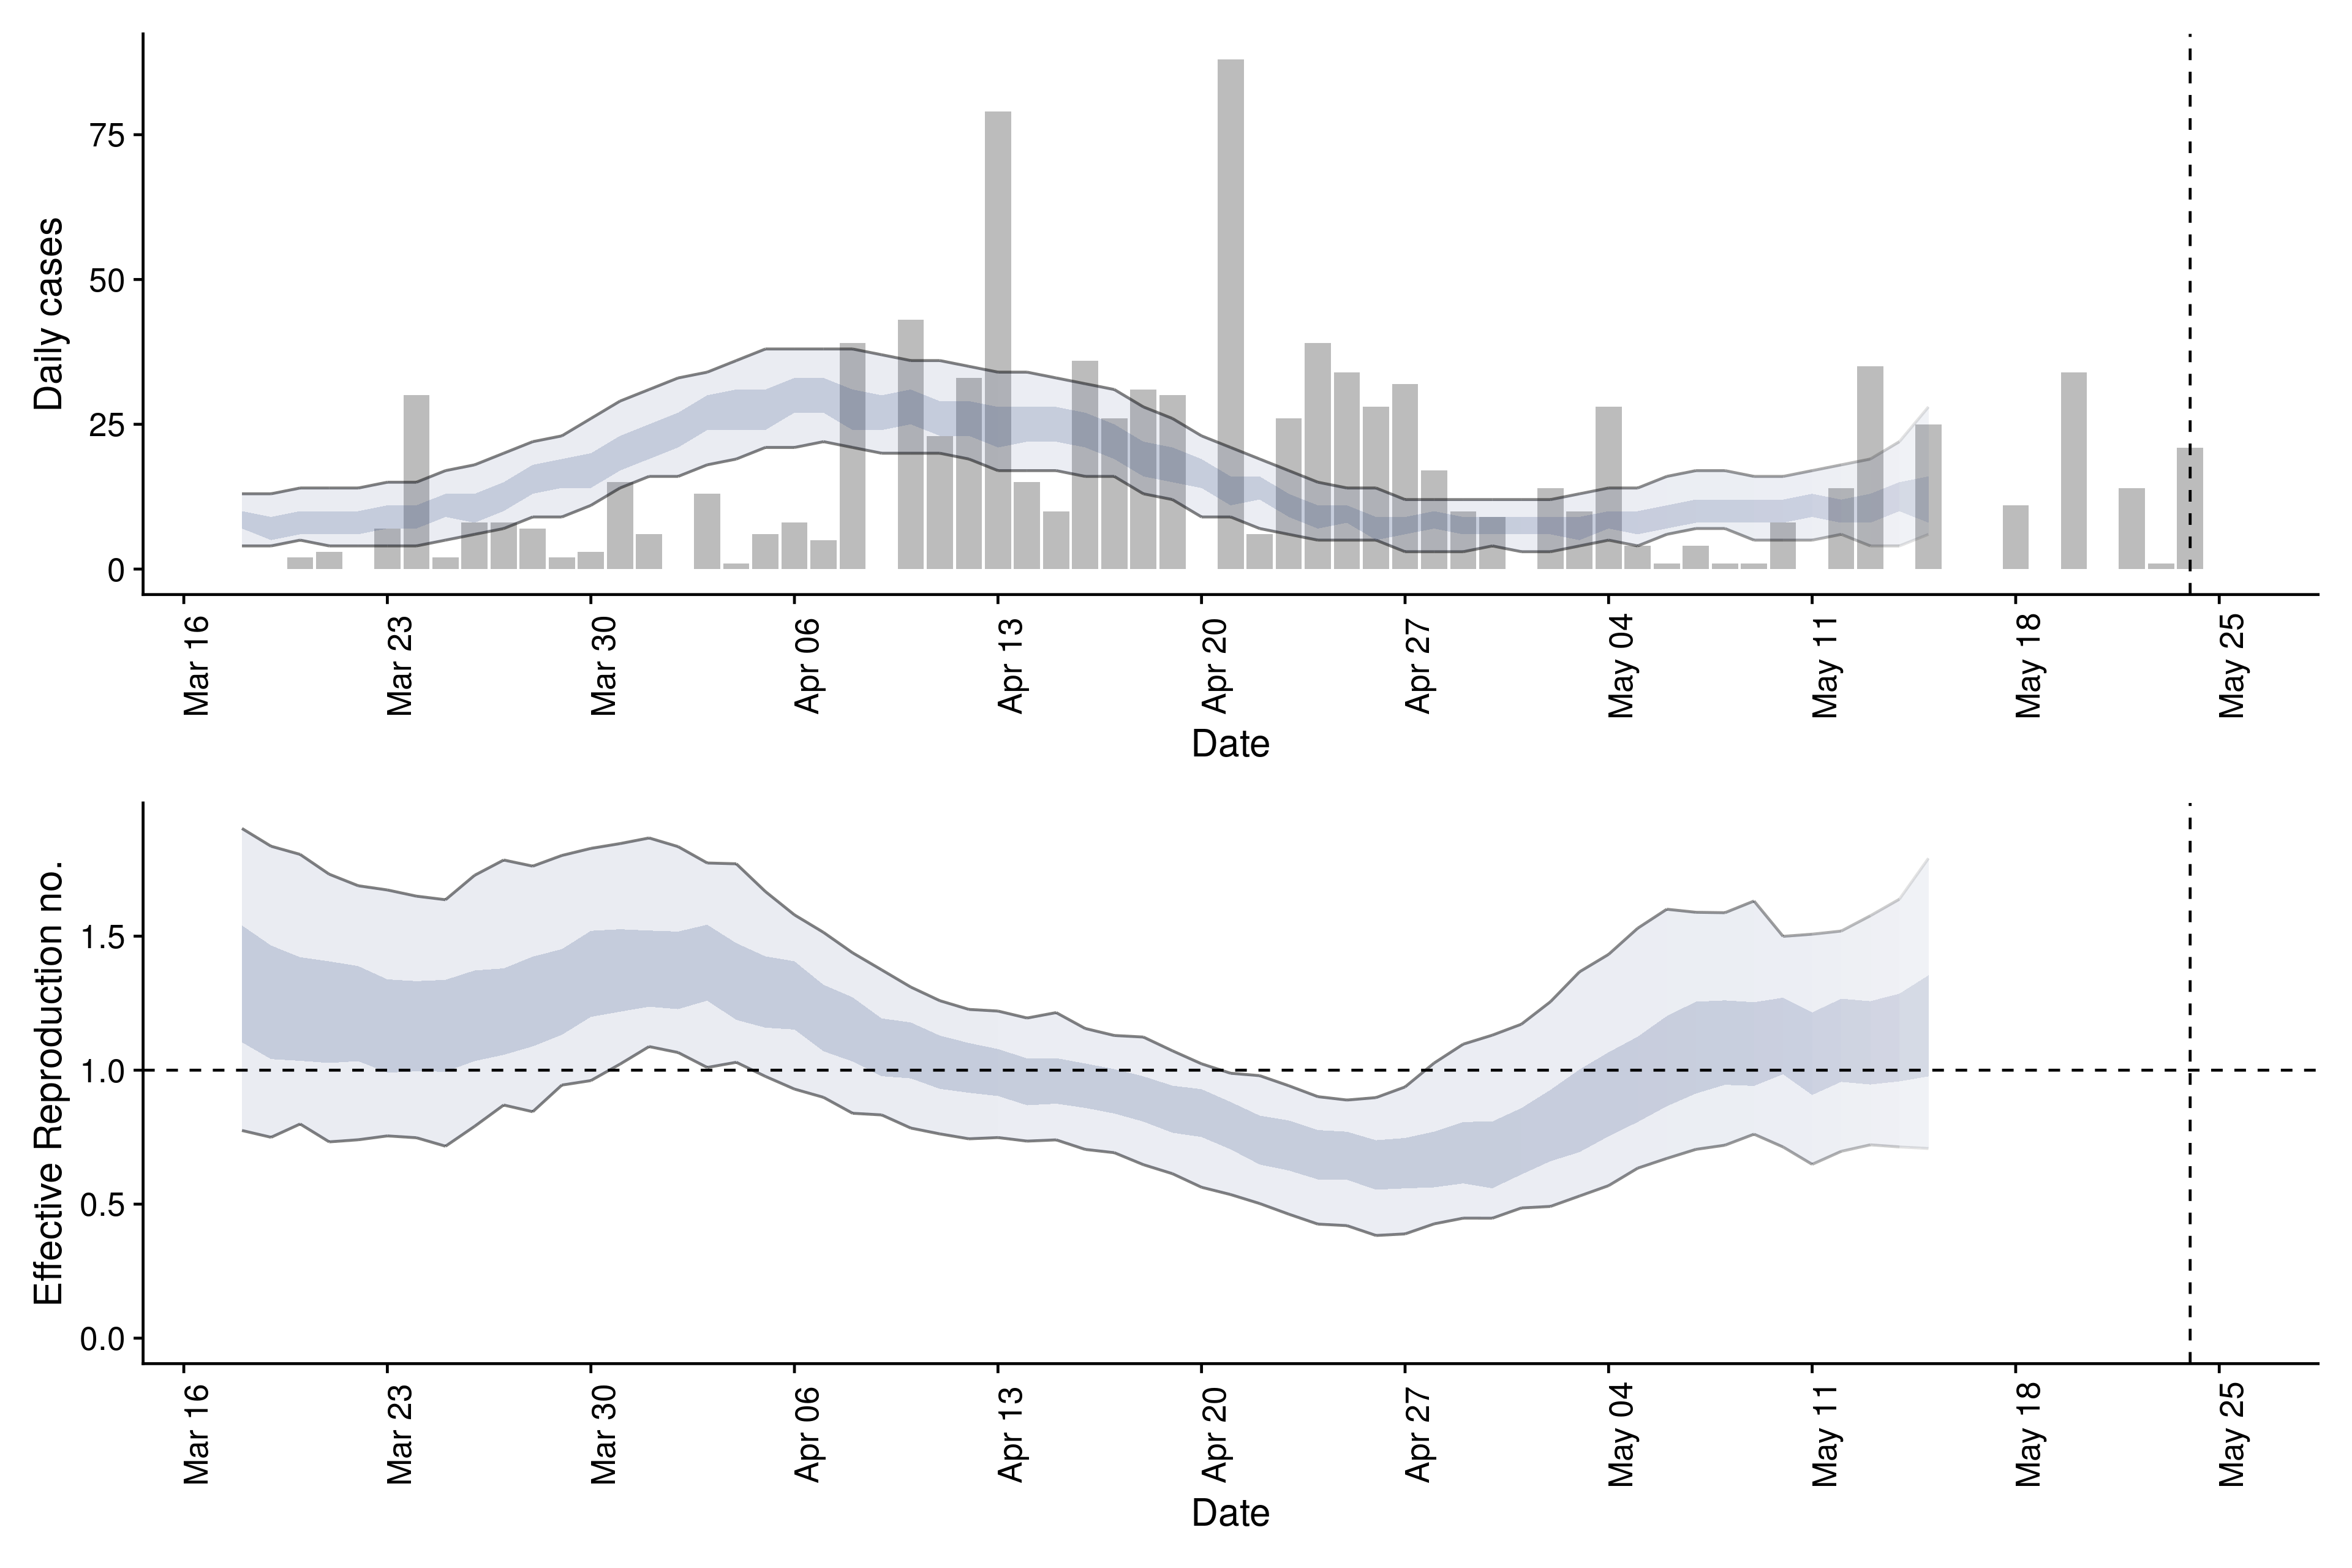 Daily cases
75
50
25
0
Mar 16
Mar 23
Mar 30
Apr 06
Apr 13
Apr 20
Apr 27
May 04
May 11
May 18
May 25
Date
Effective Reproduction no.
1.5
1.0
0.5
0.0
Mar 16
Mar 23
Mar 30
Apr 06
Apr 13
Apr 20
Apr 27
May 04
May 11
May 18
May 25
Date